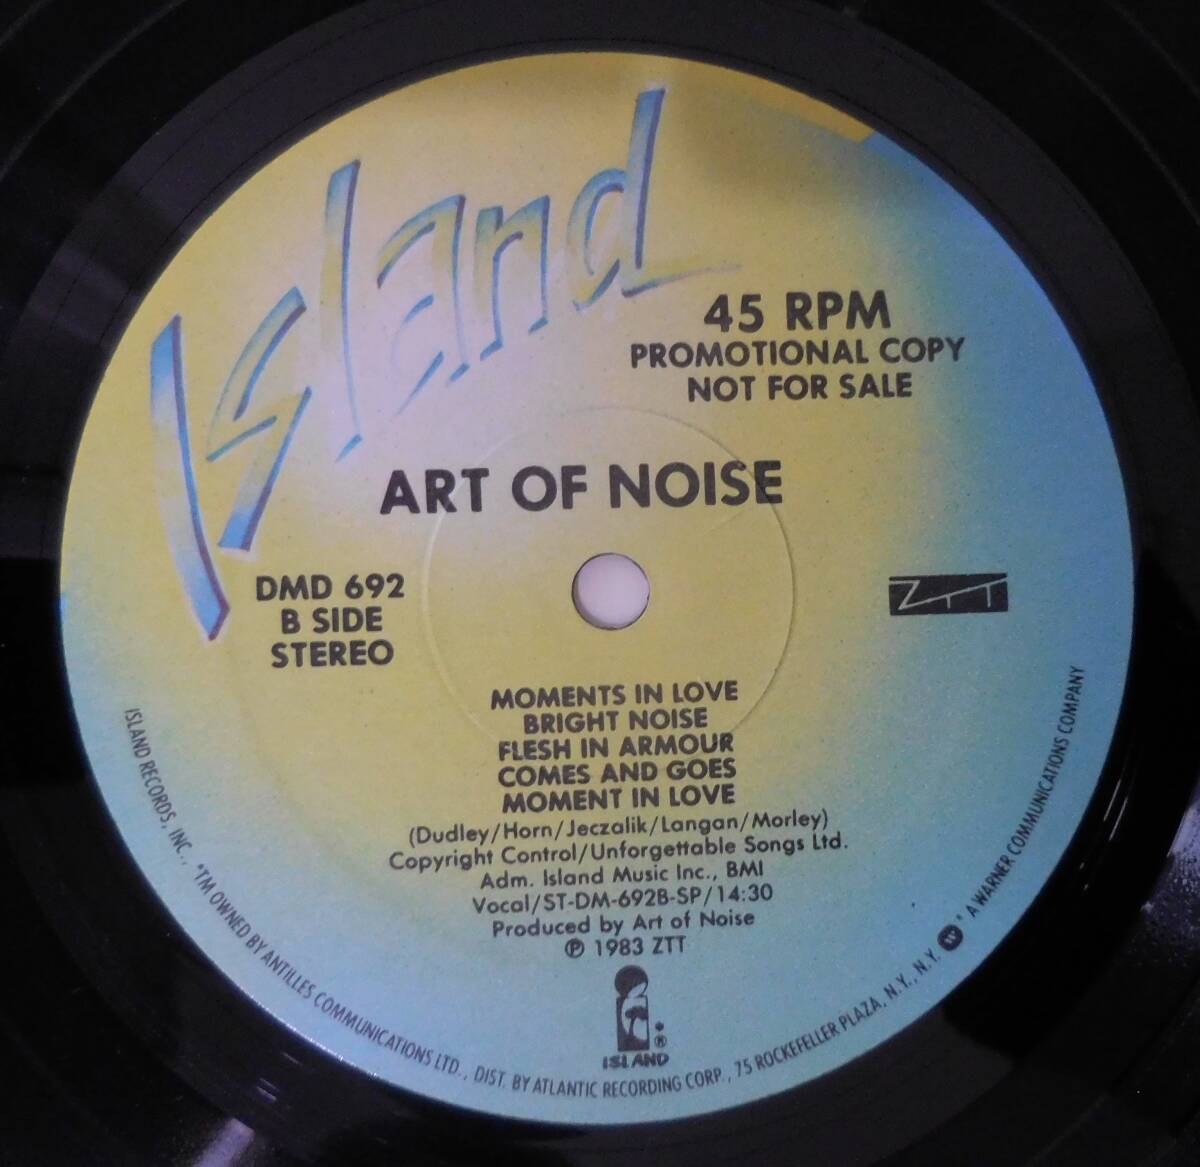 Island
45 RPM
PROMOTIONAL COPY
NOT FOR SALE
ART OF NOISE
DMD 692
B SIDE
STEREO
ZTT
MOMENTS IN LOVE
BRIGHT NOISE
FLESH IN ARMOUR
COMES AND GOES
MOMENT IN LOVE
(Dudley/Horn/Jeczalik/Langan/Morley)
Copyright Control/Unforgettable Songs Ltd.
Adm. Island Music Inc., BMI
Vocal/ST-DM-692B-SP/14:30
Produced by Art of Noise
℗ 1983 ZTT
ISLAND®
ISLAND RECORDS, INC., *TM OWNED BY ANTILLES COMMUNICATIONS LTD., DIST. BY ATLANTIC RECORDING CORP., 75 ROCKEFELLER PLAZA, N.Y., N.Y. * A WARNER COMMUNICATIONS COMPANY